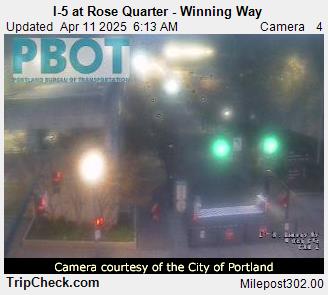 I-5 at Rose Quarter - Winning Way
Updated Apr 11 2025 6:13 AM Camera 4
PBOT
PORTLAND BUREAU OF TRANSPORTATION
Camera courtesy of the City of Portland
TripCheck.com Milepost302.00